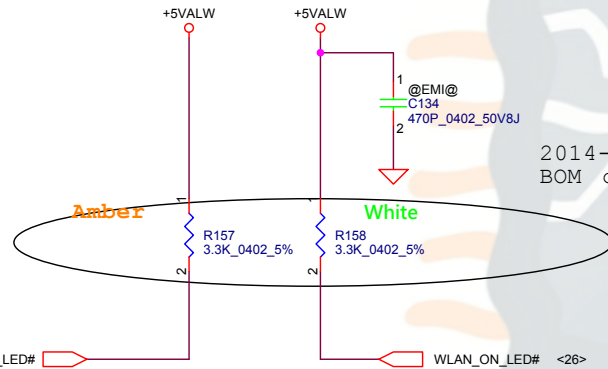 +5VALW
+5VALW
1
@EMI@
C134
470P_0402_50V8J
2
2014-
BOM
Amber
White
1
1
R157
3.3K_0402_5%
R158
3.3K_0402_5%
2
2
_LED#
WLAN_ON_LED# <26>